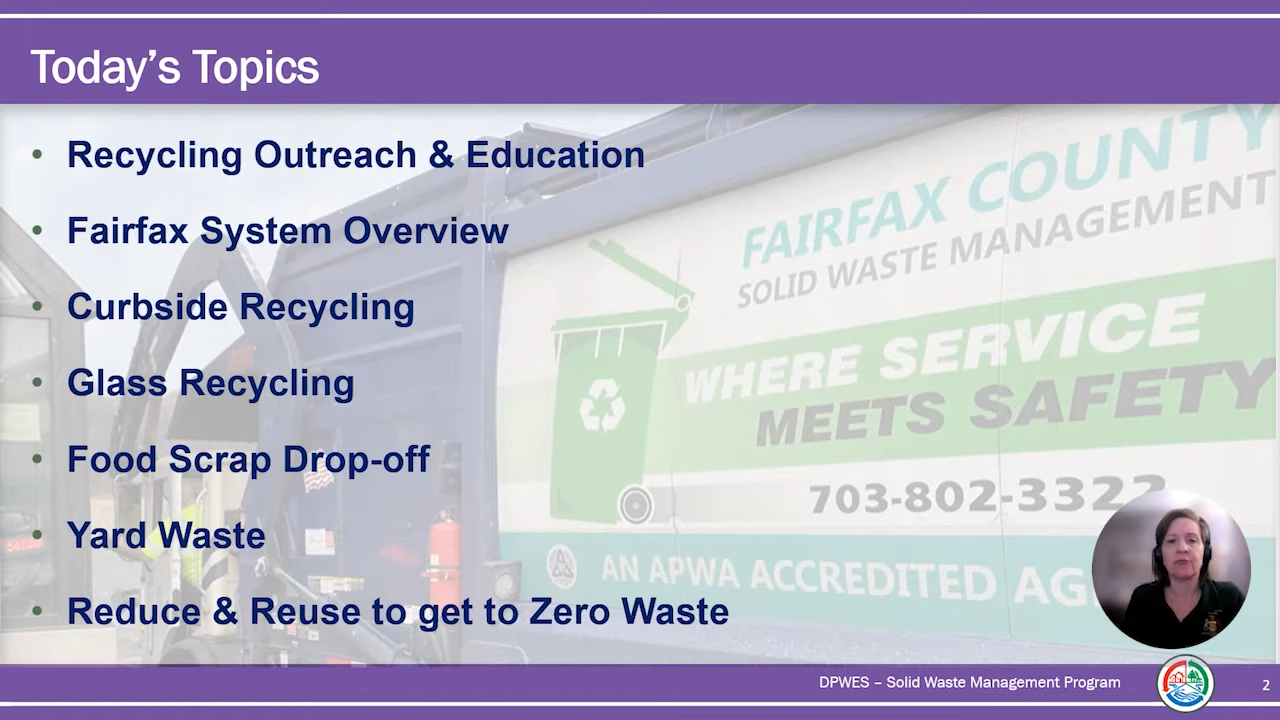 Today's Topics
• Recycling Outreach & Education
• Fairfax System Overview
• Curbside Recycling
• Glass Recycling
• Food Scrap Drop-off
• Yard Waste
• Reduce & Reuse to get to Zero Waste
FAIRFAX COUNTY
SOLID WASTE MANAGEMENT
WHERE SERVICE
MEETS SAFETY
703-802-3322
AN APWA ACCREDITED
DPWES – Solid Waste Management Program
2